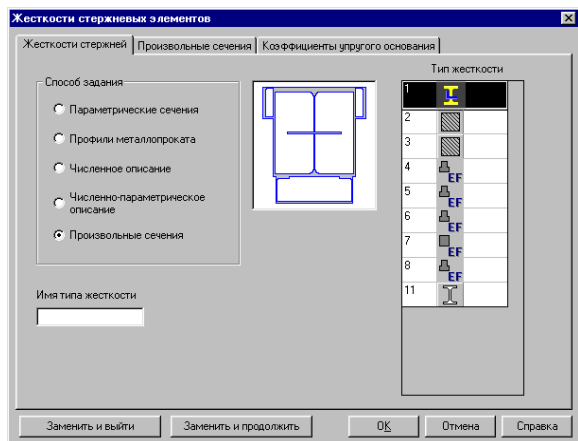 Жесткости стержневых элементов
Жесткости стержней
Произвольные сечения
Коэффициенты упругого основания
Способ задания
Параметрические сечения
Профили металлопроката
Численное описание
Численно-параметрическое
описание
Произвольные сечения
Имя типа жесткости
Тип жесткости
1
2
3
4 EF
5 EF
6 EF
7 EF
8 EF
11
Заменить и выйти
Заменить и продолжить
OK
Отмена
Справка